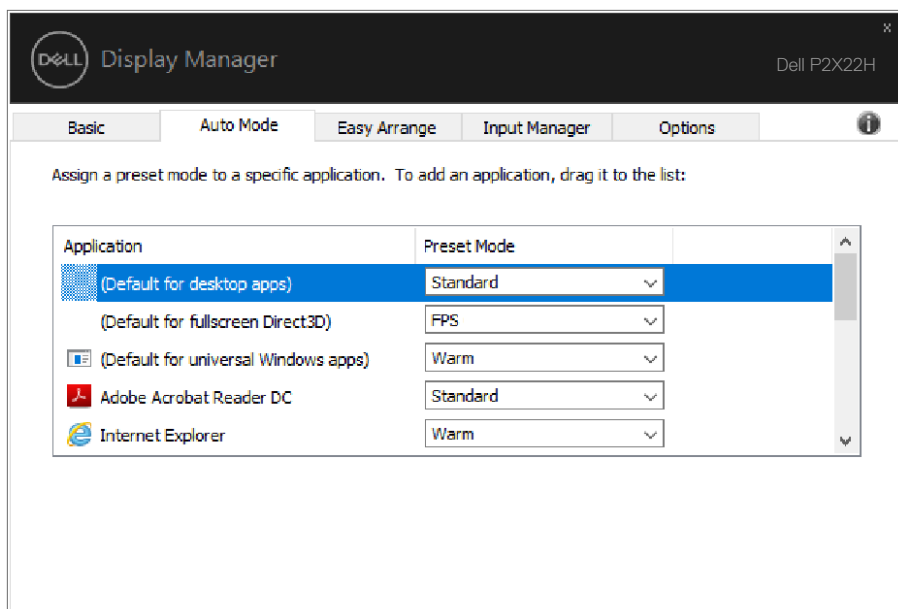 DELL Display Manager
x
Dell P2X22H
Basic Auto Mode Easy Arrange Input Manager Options
Assign a preset mode to a specific application. To add an application, drag it to the list:
Application Preset Mode
(Default for desktop apps) Standard
(Default for fullscreen Direct3D) FPS
(Default for universal Windows apps) Warm
Adobe Acrobat Reader DC Standard
Internet Explorer Warm